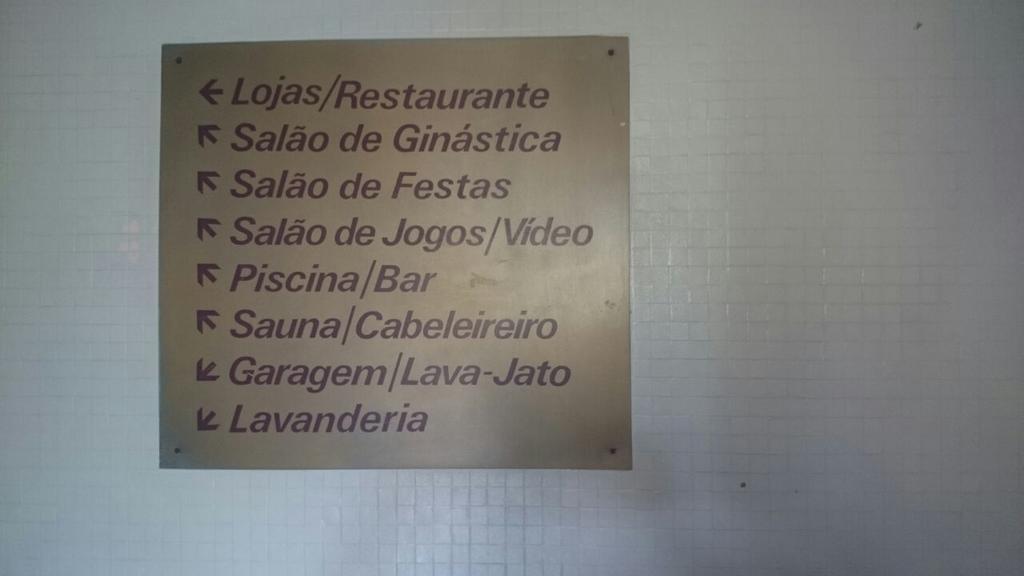 ← Lojas/Restaurante
↖ Salão de Ginástica
↖ Salão de Festas
↖ Salão de Jogos/Vídeo
↖ Piscina/Bar
↖ Sauna/Cabeleireiro
↙ Garagem/Lava-Jato
↙ Lavanderia